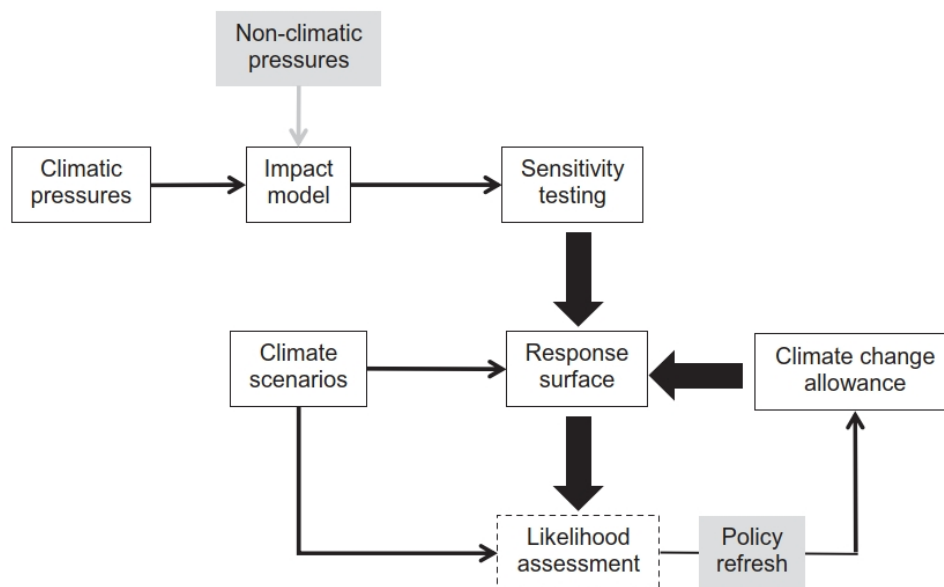 Non-climatic
pressures
Climatic
pressures
Impact
model
Sensitivity
testing
Climate
scenarios
Response
surface
Climate change
allowance
Likelihood
assessment
Policy
refresh